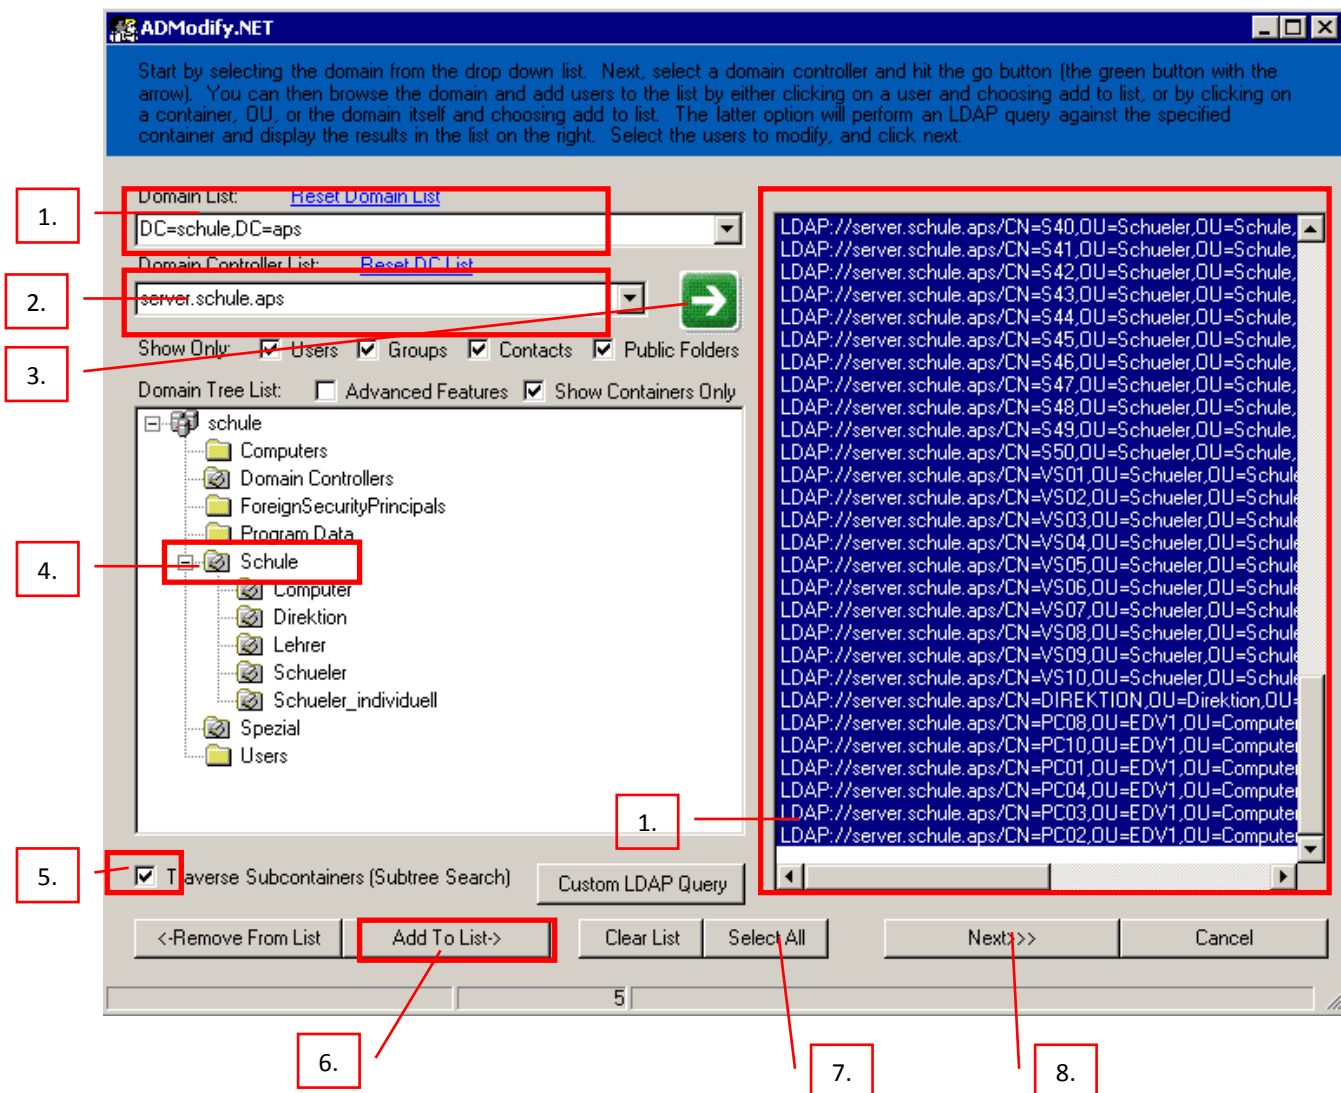 ADModify.NET
Start by selecting the domain from the drop down list. Next, select a domain controller and hit the go button (the green button with the
arrow). You can then browse the domain and add users to the list by either clicking on a user and choosing add to list, or by clicking on
a container, OU, or the domain itself and choosing add to list. The latter option will perform an LDAP query against the specified
container and display the results in the list on the right. Select the users to modify, and click next.
1.
Domain List: Reset Domain List
DC=schule,DC=aps
Domain Controller List: Reset DC List
2.
server.schule.aps
Show Only: Users Groups Contacts Public Folders
3.
Domain Tree List: Advanced Features Show Containers Only
schule
Computers
Domain Controllers
ForeignSecurityPrincipals
Program Data
4.
Schule
Computer
Direktion
Lehrer
Schueler
Schueler_individuell
Spezial
Users
LDAP://server.schule.aps/CN=S40,OU=Schueler,OU=Schule,
LDAP://server.schule.aps/CN=S41,OU=Schueler,OU=Schule,
LDAP://server.schule.aps/CN=S42,OU=Schueler,OU=Schule,
LDAP://server.schule.aps/CN=S43,OU=Schueler,OU=Schule,
LDAP://server.schule.aps/CN=S44,OU=Schueler,OU=Schule,
LDAP://server.schule.aps/CN=S45,OU=Schueler,OU=Schule,
LDAP://server.schule.aps/CN=S46,OU=Schueler,OU=Schule,
LDAP://server.schule.aps/CN=S47,OU=Schueler,OU=Schule,
LDAP://server.schule.aps/CN=S48,OU=Schueler,OU=Schule,
LDAP://server.schule.aps/CN=S49,OU=Schueler,OU=Schule,
LDAP://server.schule.aps/CN=S50,OU=Schueler,OU=Schule,
LDAP://server.schule.aps/CN=VS01,OU=Schueler,OU=Schule
LDAP://server.schule.aps/CN=VS02,OU=Schueler,OU=Schule
LDAP://server.schule.aps/CN=VS03,OU=Schueler,OU=Schule
LDAP://server.schule.aps/CN=VS04,OU=Schueler,OU=Schule
LDAP://server.schule.aps/CN=VS05,OU=Schueler,OU=Schule
LDAP://server.schule.aps/CN=VS06,OU=Schueler,OU=Schule
LDAP://server.schule.aps/CN=VS07,OU=Schueler,OU=Schule
LDAP://server.schule.aps/CN=VS08,OU=Schueler,OU=Schule
LDAP://server.schule.aps/CN=VS09,OU=Schueler,OU=Schule
LDAP://server.schule.aps/CN=VS10,OU=Schueler,OU=Schule
LDAP://server.schule.aps/CN=DIREKTION,OU=Direktion,OU=
LDAP://server.schule.aps/CN=PC08,OU=EDV1,OU=Computer
LDAP://server.schule.aps/CN=PC10,OU=EDV1,OU=Computer
LDAP://server.schule.aps/CN=PC01,OU=EDV1,OU=Computer
LDAP://server.schule.aps/CN=PC04,OU=EDV1,OU=Computer
LDAP://server.schule.aps/CN=PC03,OU=EDV1,OU=Computer
LDAP://server.schule.aps/CN=PC02,OU=EDV1,OU=Computer
1.
5.
Traverse Subcontainers (Subtree Search)
Custom LDAP Query
<-Remove From List Add To List-> Clear List Select All Next>>> Cancel
5
6.
7.
8.